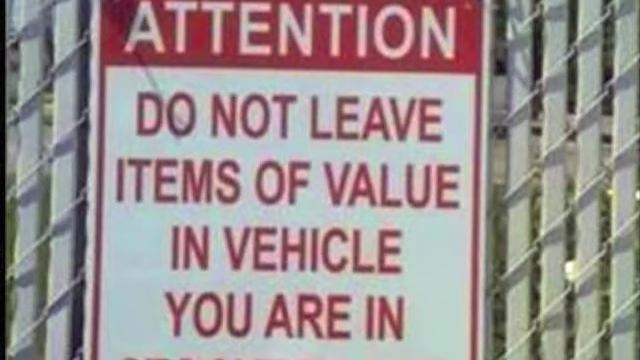 ATTENTION
DO NOT LEAVE
ITEMS OF VALUE
IN VEHICLE
YOU ARE IN